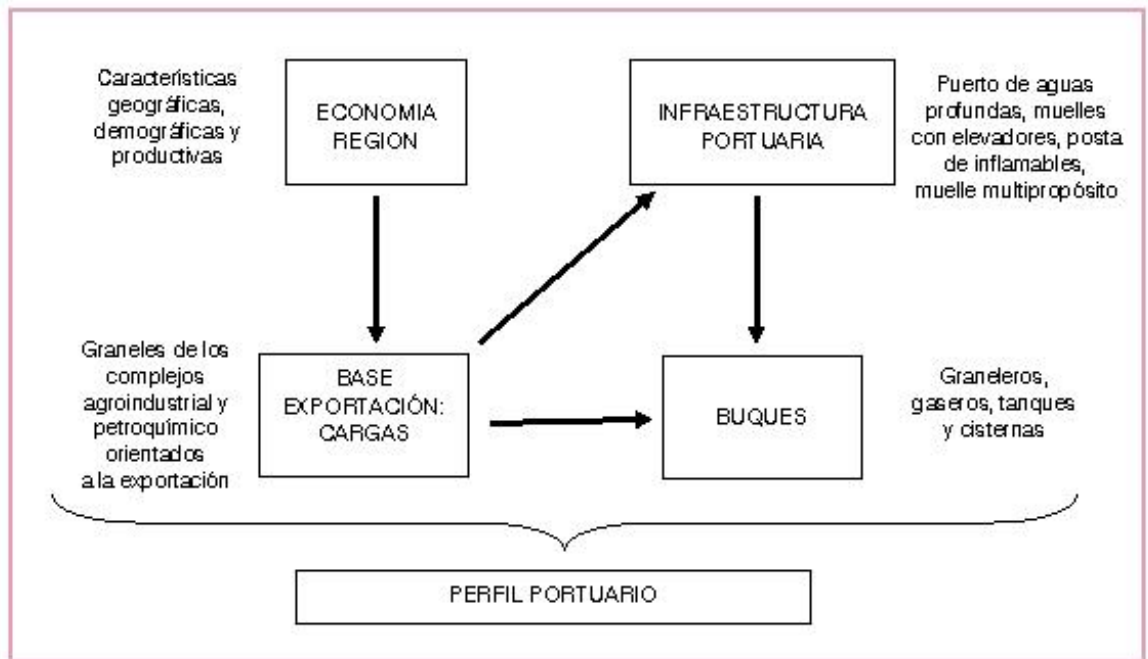 Características
geográficas,
demográficas y
productivas
ECONOMIA
REGION
INFRAESTRUCTURA
PORTUARIA
Puerto de aguas
profundas, muelles
con elevadores, posta
de inflamables,
muelle multipropósito
Graneles de los
complejos
agroindustrial y
petroquímico
orientados
a la exportación
BASE
EXPORTACIÓN:
CARGAS
BUQUES
Graneleros,
gaseros, tanques
y cisternas
PERFIL PORTUARIO